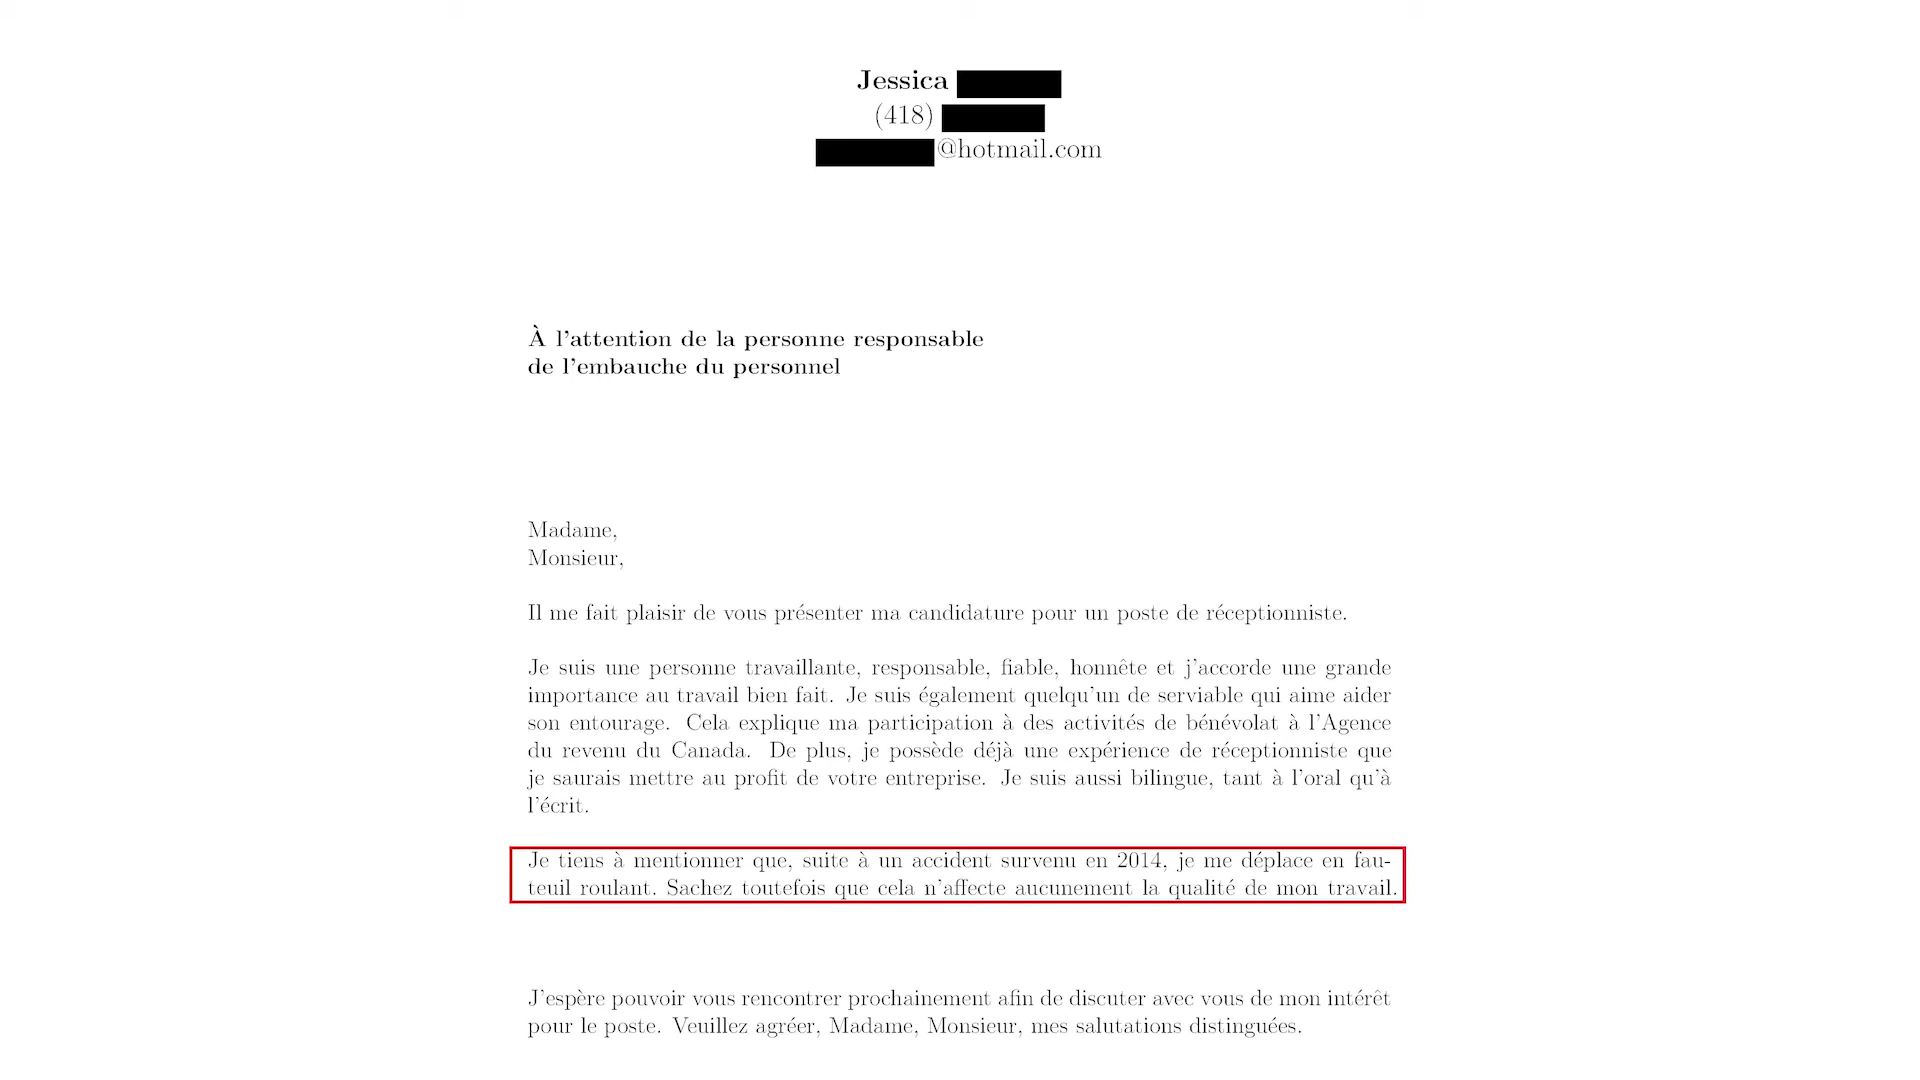 Jessica
(418)
@hotmail.com
À l'attention de la personne responsable
de l'embauche du personnel
Madame,
Monsieur,
Il me fait plaisir de vous présenter ma candidature pour un poste de réceptionniste.
Je suis une personne travaillante, responsable, fiable, honnête et j'accorde une grande
importance au travail bien fait. Je suis également quelqu'un de serviable qui aime aider
son entourage. Cela explique ma participation à des activités de bénévolat à l'Agence
du revenu du Canada. De plus, je possède déjà une expérience de réceptionniste que
je saurais mettre au profit de votre entreprise. Je suis aussi bilingue, tant à l'oral qu'à
l'écrit.
Je tiens à mentionner que, suite à un accident survenu en 2014, je me déplace en fau-
teuil roulant. Sachez toutefois que cela n'affecte aucunement la qualité de mon travail.
J'espère pouvoir vous rencontrer prochainement afin de discuter avec vous de mon intérêt
pour le poste. Veuillez agréer, Madame, Monsieur, mes salutations distinguées.